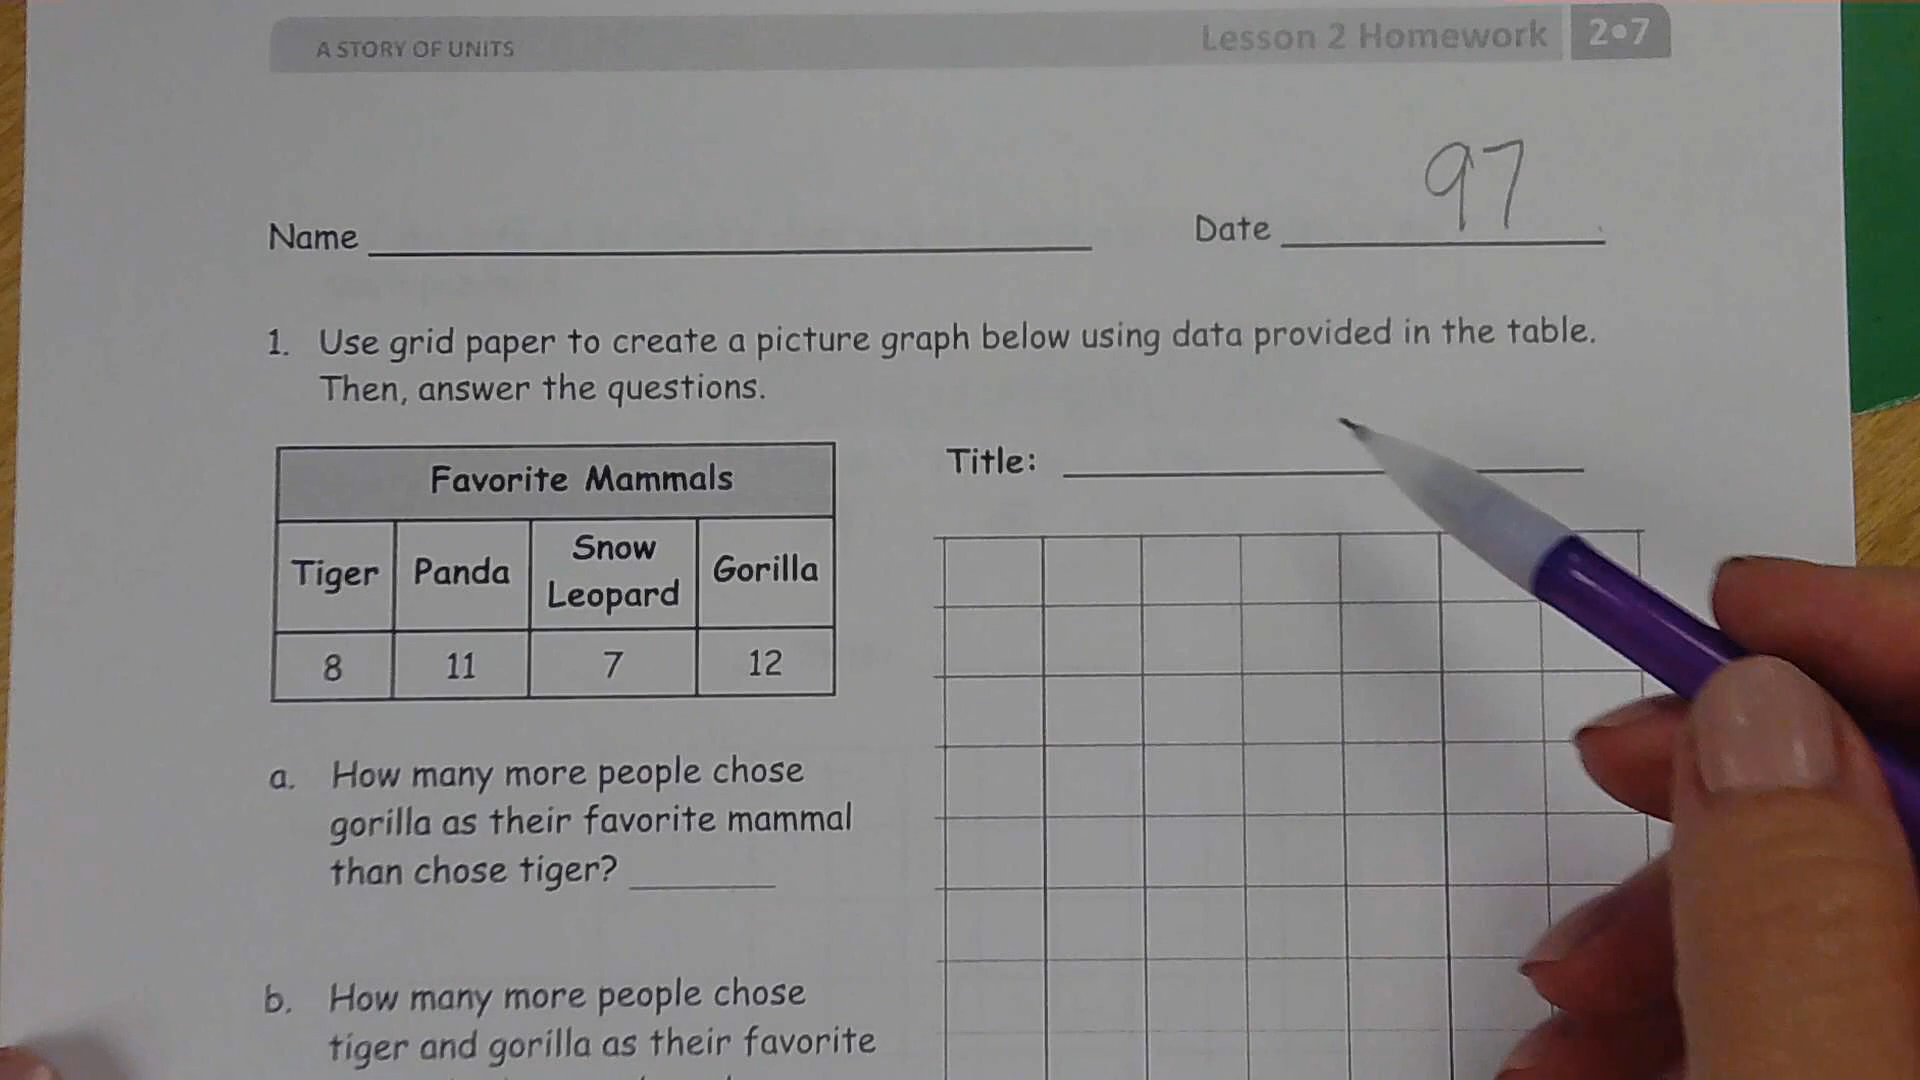 A STORY OF UNITS
Lesson 2 Homework 2•7
97
Name
Date
1. Use grid paper to create a picture graph below using data provided in the table.
Then, answer the questions.
Favorite Mammals
Tiger Panda Snow Leopard Gorilla
8 11 7 12
Title:
a. How many more people chose
gorilla as their favorite mammal
than chose tiger?
b. How many more people chose
tiger and gorilla as their favorite